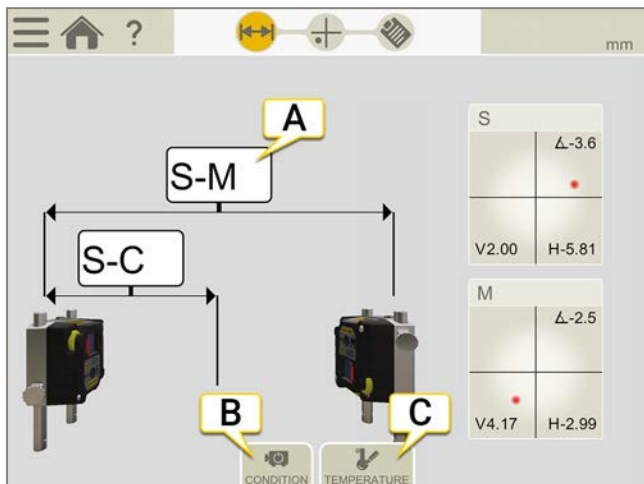 ?
mm
A
S-M
S-C
S
∡-3.6
V2.00 H-5.81
M
∡-2.5
V4.17 H-2.99
B
C
CONDITION
TEMPERATURE